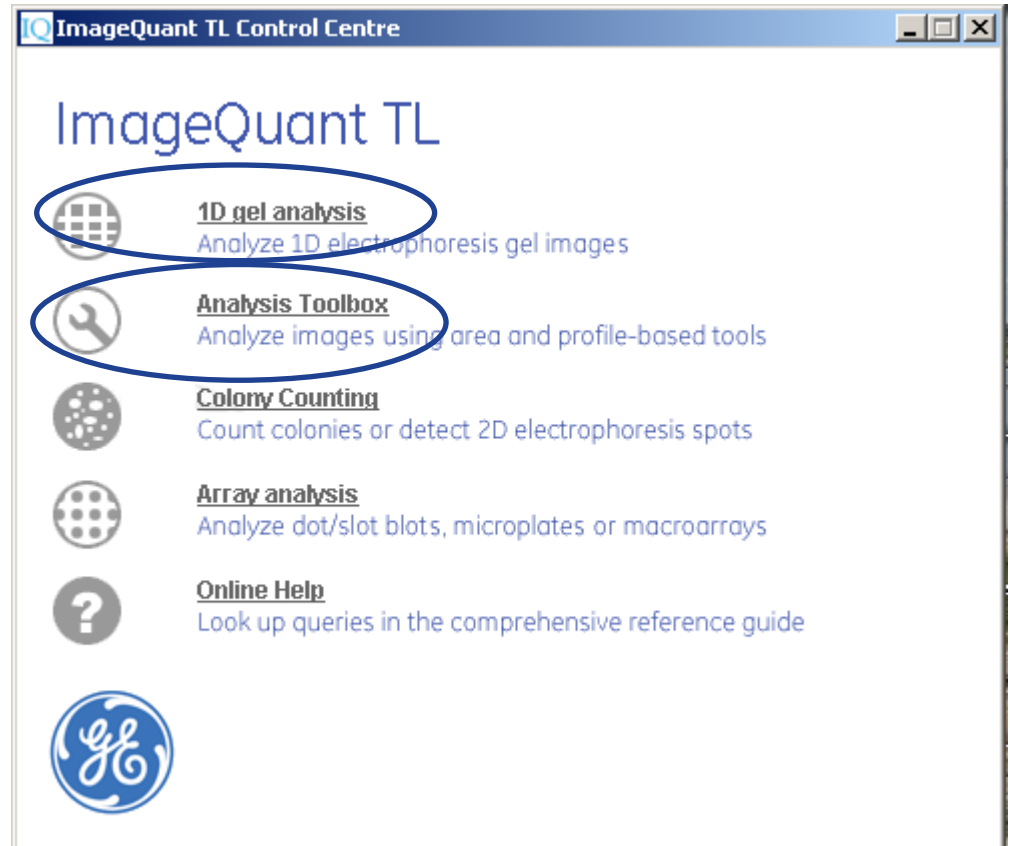 IQ ImageQuant TL Control Centre
ImageQuant TL
1D gel analysis
Analyze 1D electrophoresis gel images
Analysis Toolbox
Analyze images using area and profile-based tools
Colony Counting
Count colonies or detect 2D electrophoresis spots
Array analysis
Analyze dot/slot blots, microplates or macroarrays
?
Online Help
Look up queries in the comprehensive reference guide
GE